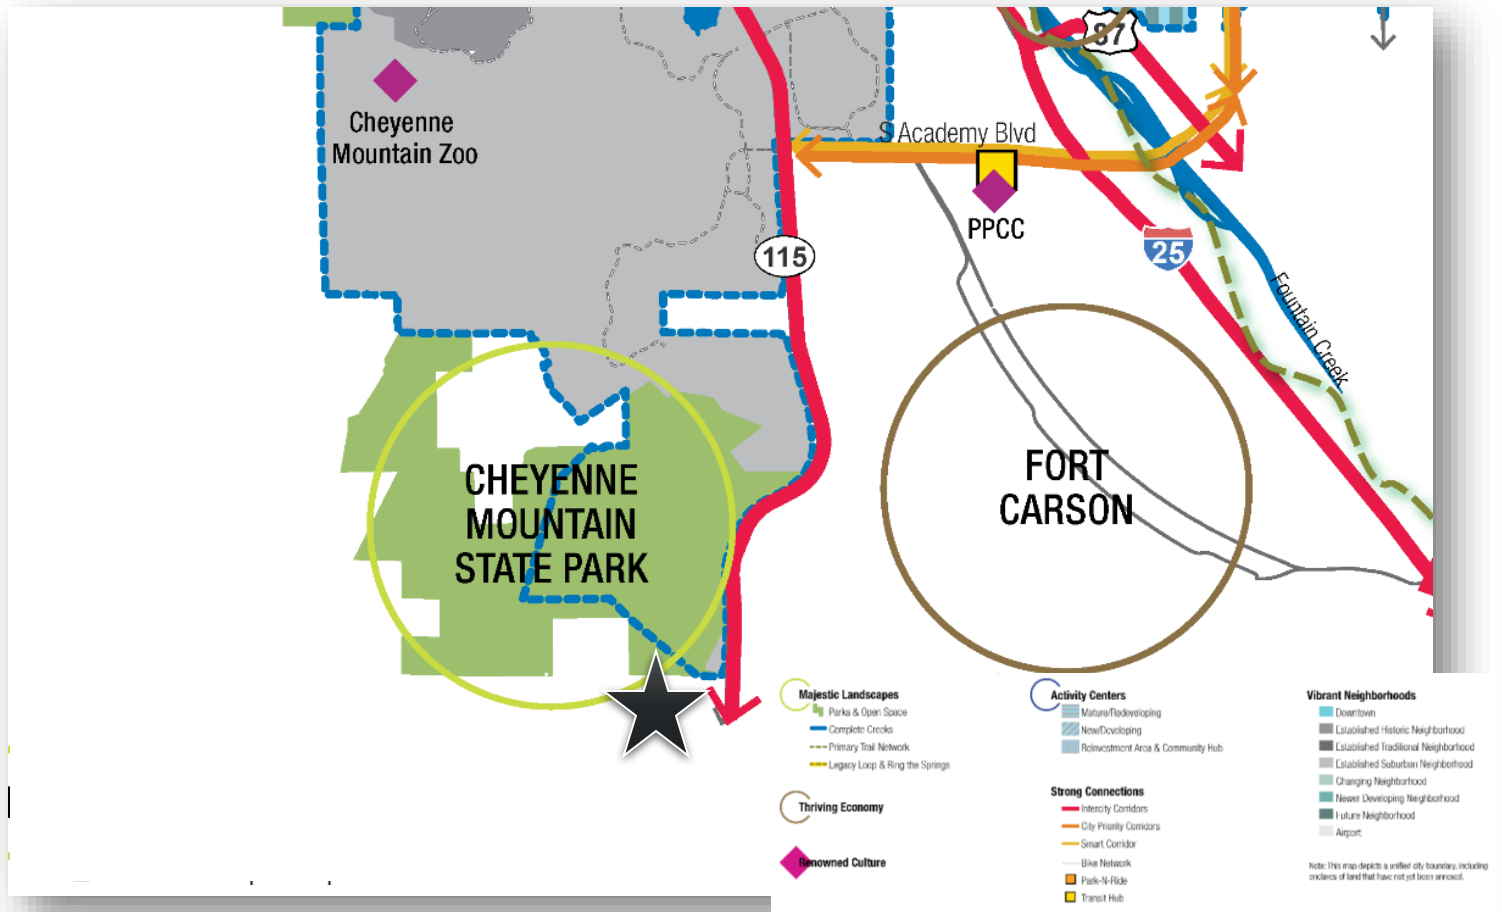 87
Cheyenne
Mountain Zoo
S Academy Blvd
PPCC
115
25
Fountain Creek
CHEYENNE
MOUNTAIN
STATE PARK
FORT
CARSON
Majestic Landscapes
Parks & Open Space
Complete Creeks
Primary Trail Network
Legacy Loop & Ring the Springs
Thriving Economy
Renowned Culture
Activity Centers
Mature/Redeveloping
New/Developing
Reinvestment Area & Community Hub
Strong Connections
Intercity Corridors
City Priority Corridors
Smart Corridor
Bike Network
Park-N-Ride
Transit Hub
Vibrant Neighborhoods
Downtown
Established Historic Neighborhood
Established Traditional Neighborhood
Established Suburban Neighborhood
Changing Neighborhood
Newer Developing Neighborhood
Future Neighborhood
Airport
Note: This map depicts a unified city boundary, including
enclaves of land that have not yet been annexed.